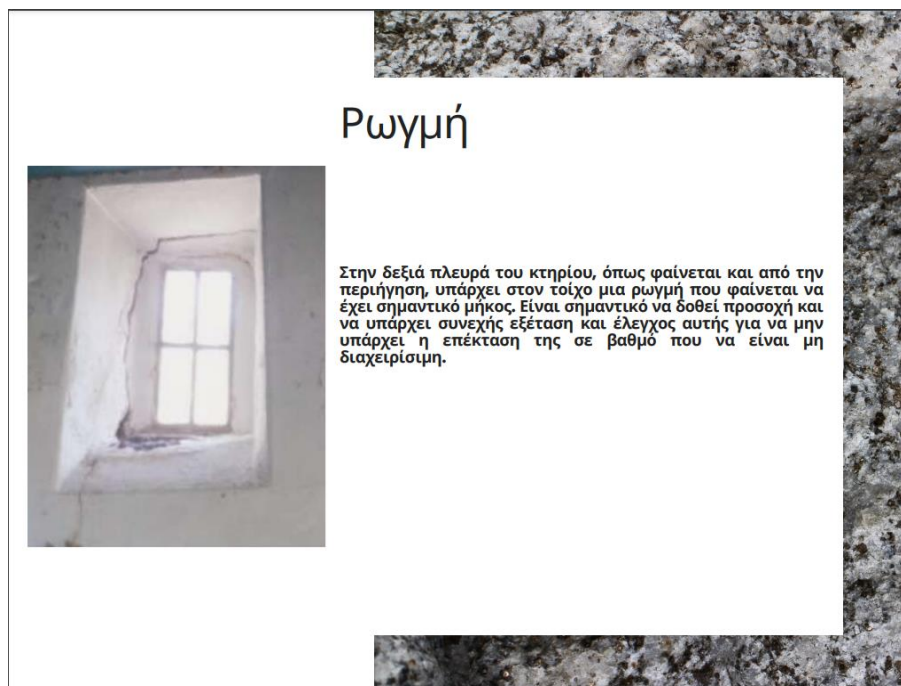 Ρωγμή
Στην δεξιά πλευρά του κτηρίου, όπως φαίνεται και από την
περιήγηση, υπάρχει στον τοίχο μια ρωγμή που φαίνεται να
έχει σημαντικό μήκος. Είναι σημαντικό να δοθεί προσοχή και
να υπάρχει συνεχής εξέταση και έλεγχος αυτής για να μην
υπάρχει η επέκταση της σε βαθμό που να είναι μη
διαχειρίσιμη.